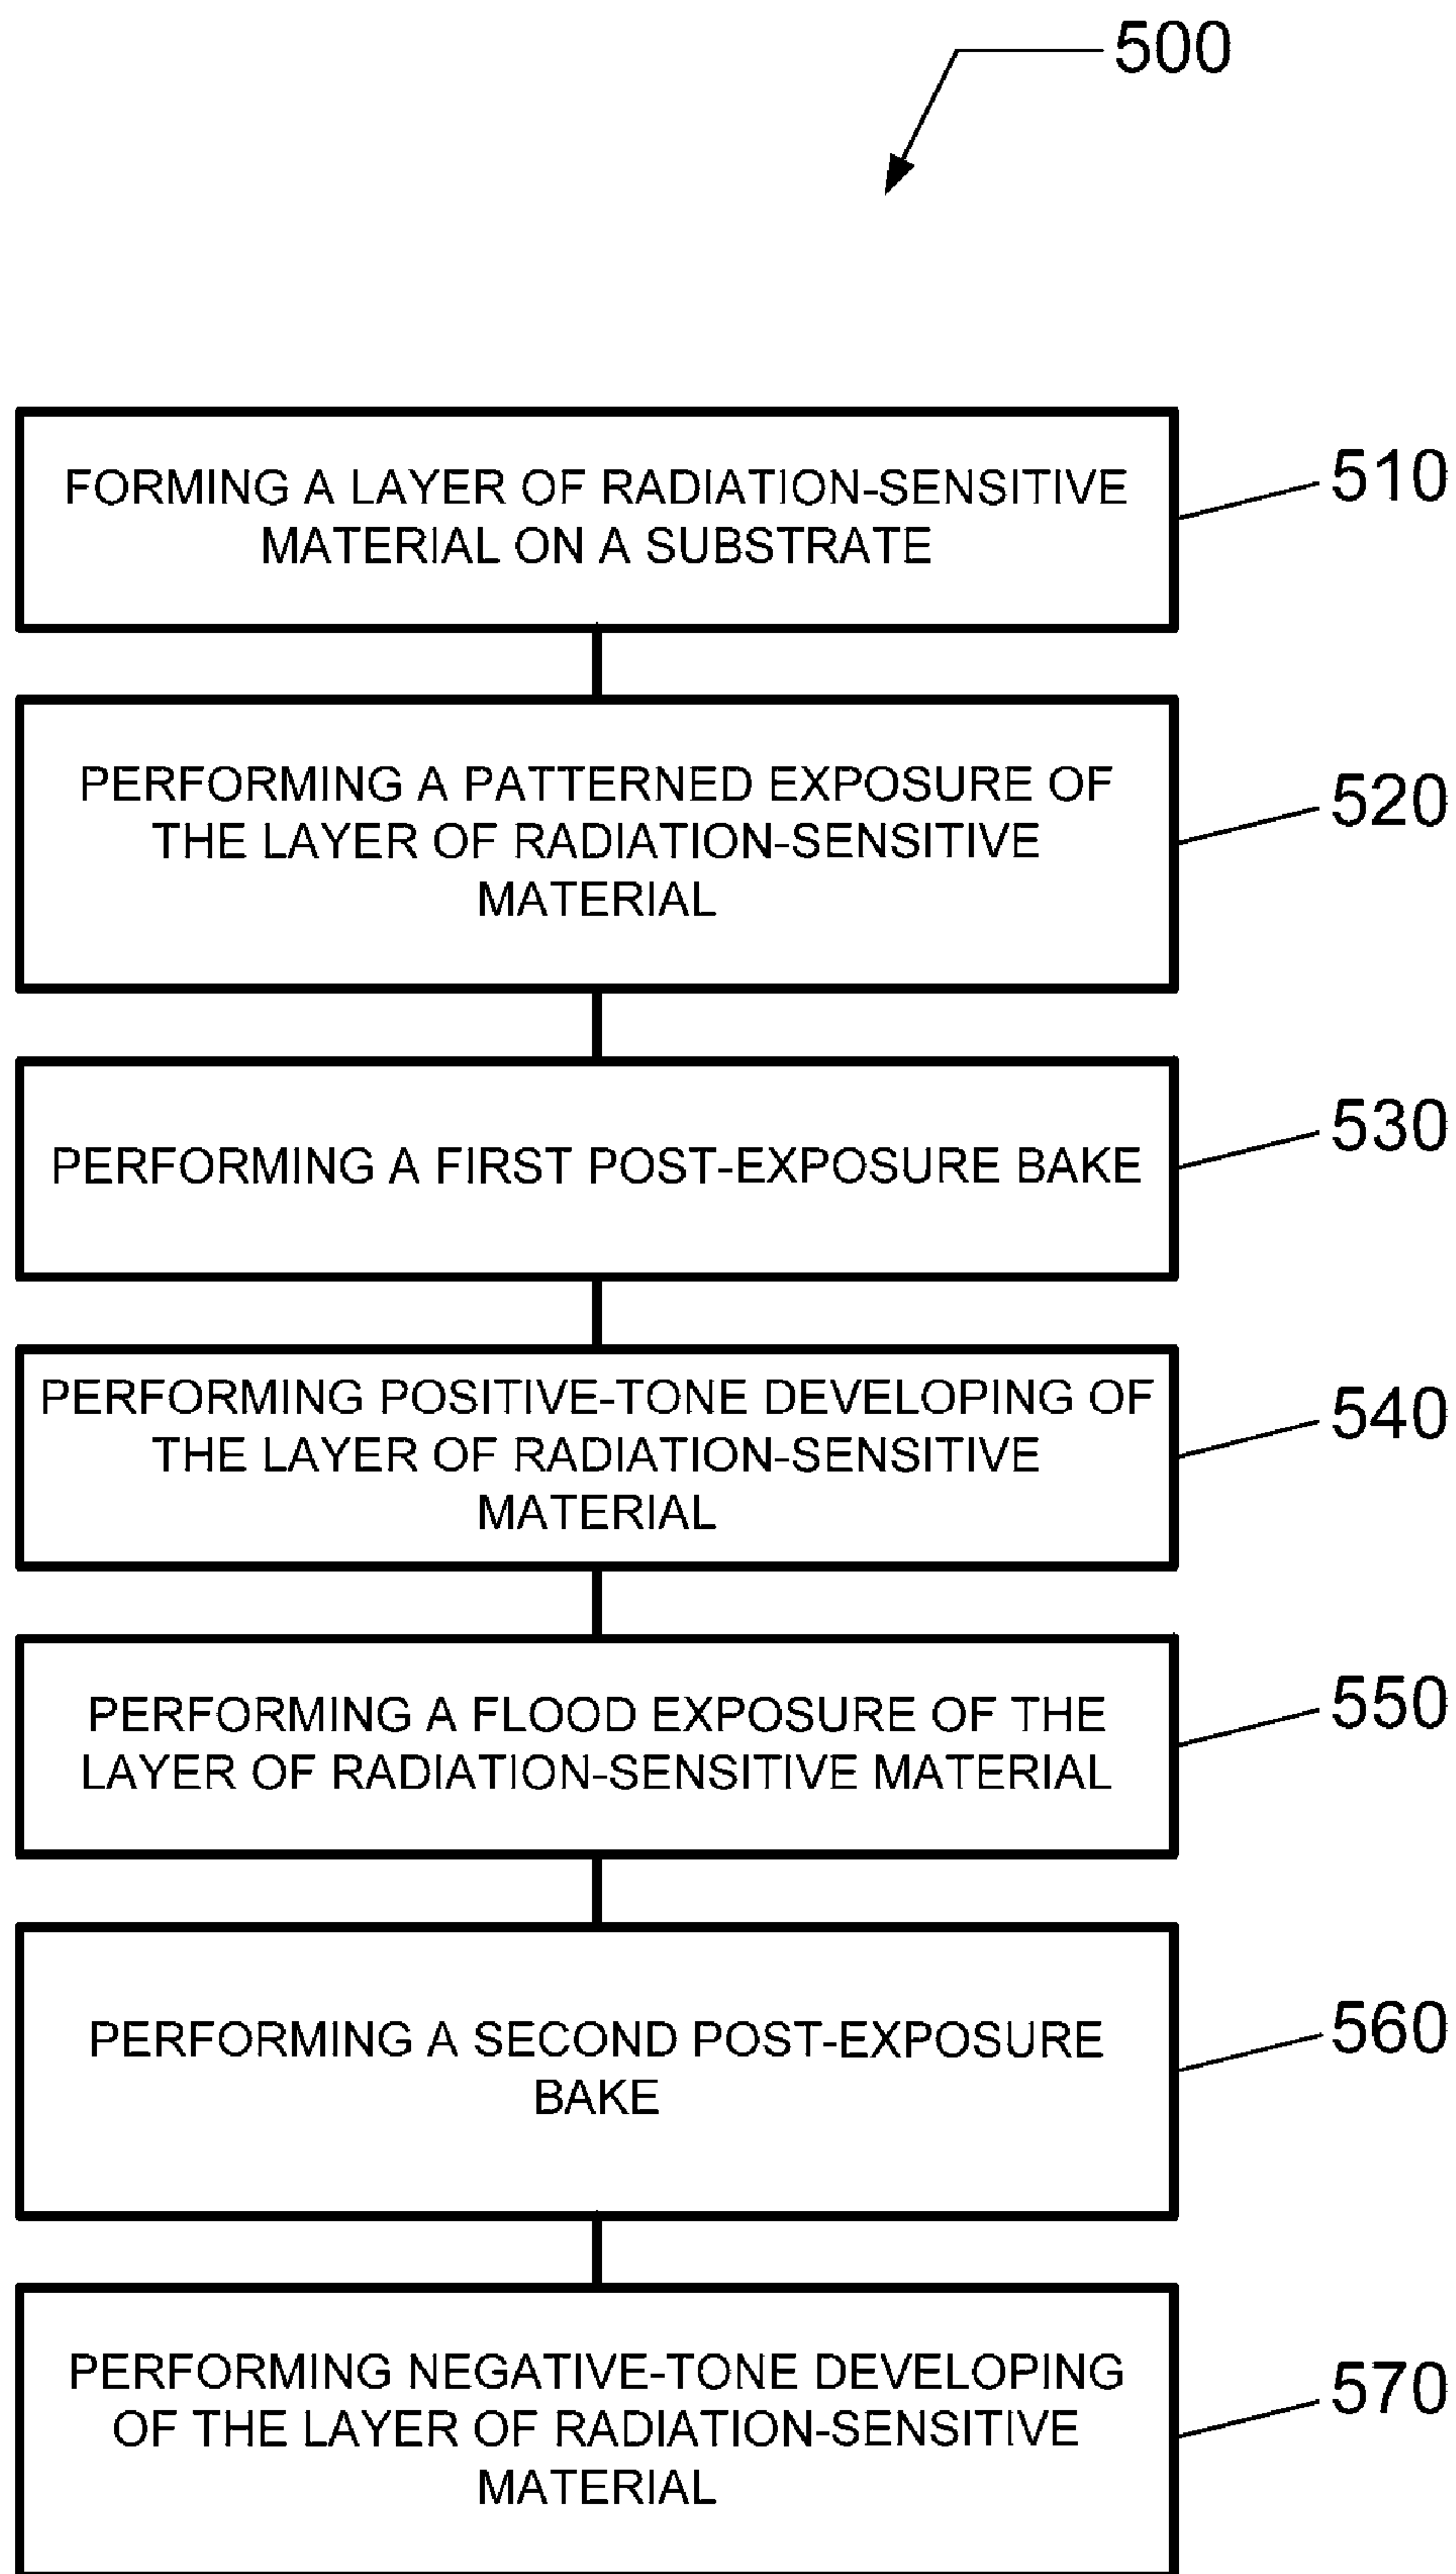 500
FORMING A LAYER OF RADIATION-SENSITIVE
MATERIAL ON A SUBSTRATE
510
PERFORMING A PATTERNED EXPOSURE OF
THE LAYER OF RADIATION-SENSITIVE
MATERIAL
520
PERFORMING A FIRST POST-EXPOSURE BAKE
530
PERFORMING POSITIVE-TONE DEVELOPING OF
THE LAYER OF RADIATION-SENSITIVE
MATERIAL
540
PERFORMING A FLOOD EXPOSURE OF THE
LAYER OF RADIATION-SENSITIVE MATERIAL
550
PERFORMING A SECOND POST-EXPOSURE
BAKE
560
PERFORMING NEGATIVE-TONE DEVELOPING
OF THE LAYER OF RADIATION-SENSITIVE
MATERIAL
570